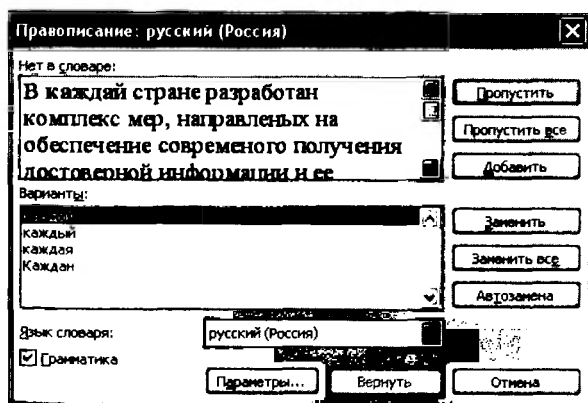 Правописание: русский (Россия)
Нет в словаре:
В каждай стране разработан
комплекс мер, направленых на
обеспечение современого получения
достоверной информации и ее
Пропустить
Пропустить все
Добавить
Варианты:
каждый
каждая
Каждан
Заменить
Заменить все
Автозамена
Язык словаря:
русский (Россия)
Грамматика
Параметры...
Вернуть
Отмена